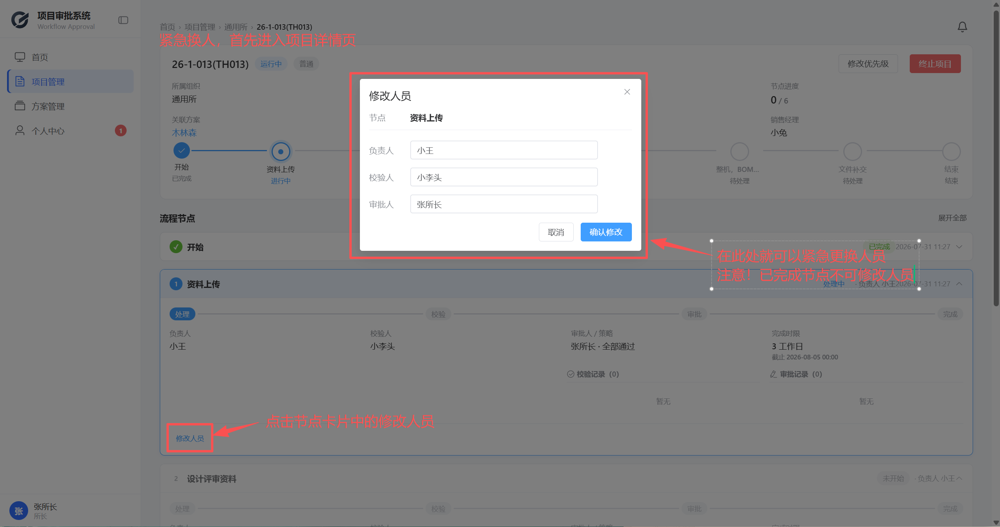 项目审批系统
Workflow Approval
首页
项目管理
方案管理
个人中心
1
张
张所长
所长
首页 › 项目管理 › 通用所 › 26-1-013(TH013)
紧急换人，首先进入项目详情页
26-1-013(TH013) 运行中 普通
修改优先级 终止项目
所属组织
通用所
节点进度
0 / 6
关联方案
木林森
销售经理
小兔
开始
已完成
资料上传
进行中
整机，BOM...
待处理
文件补交
待处理
结束
结束
修改人员
节点 资料上传
负责人 小王
校验人 小李头
审批人 张所长
取消 确认修改
流程节点 展开全部
开始 已完成 2026-07-31 11:27
在此处就可以紧急更换人员
注意！已完成节点不可修改人员
1 资料上传 处理中 · 负责人 小王 2026-07-31 11:27
处理 校验 审批 完成
负责人
小王
校验人
小李头
审批人 / 策略
张所长 · 全部通过
完成时限
3 工作日
截止 2026-08-05 00:00
校验记录（0）
暂无
审批记录（0）
暂无
点击节点卡片中的修改人员
修改人员
2 设计评审资料 未开始 · 负责人 小王
处理 校验 审批 完成